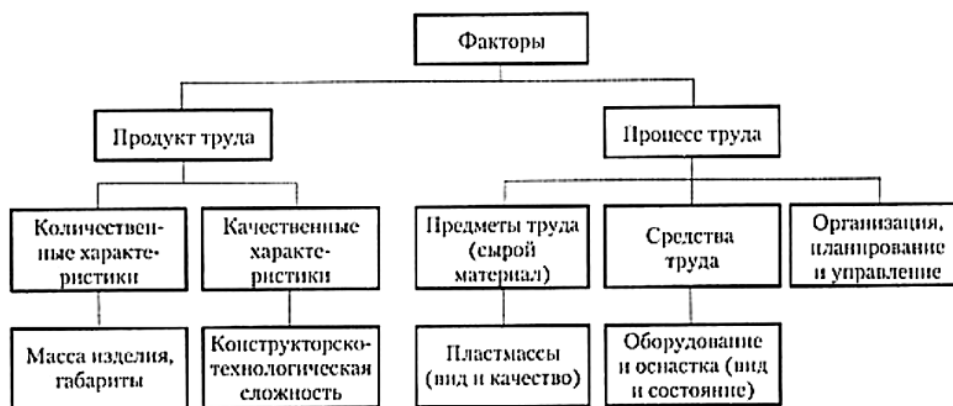 Факторы
Продукт труда
Процесс труда
Количествен-
ные характе-
ристики
Качественные
характе-
ристики
Предметы труда
(сырой
материал)
Средства
труда
Организация,
планирование
и управление
Масса изделия,
габариты
Конструкторско-
технологическая
сложность
Пластмассы
(вид и качество)
Оборудование
и оснастка (вид
и состояние)